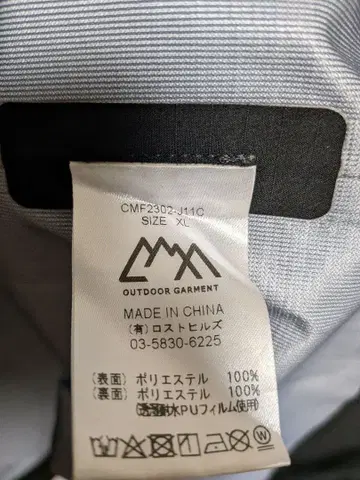 CMF2302-J11C
SIZE XL
OUTDOOR GARMENT
MADE IN CHINA
(有)ロストヒルズ
03-5830-6225
(表面) ポリエステル 100%
(裏面) ポリエステル 100%
(透湿耐水PUフィルム使用)